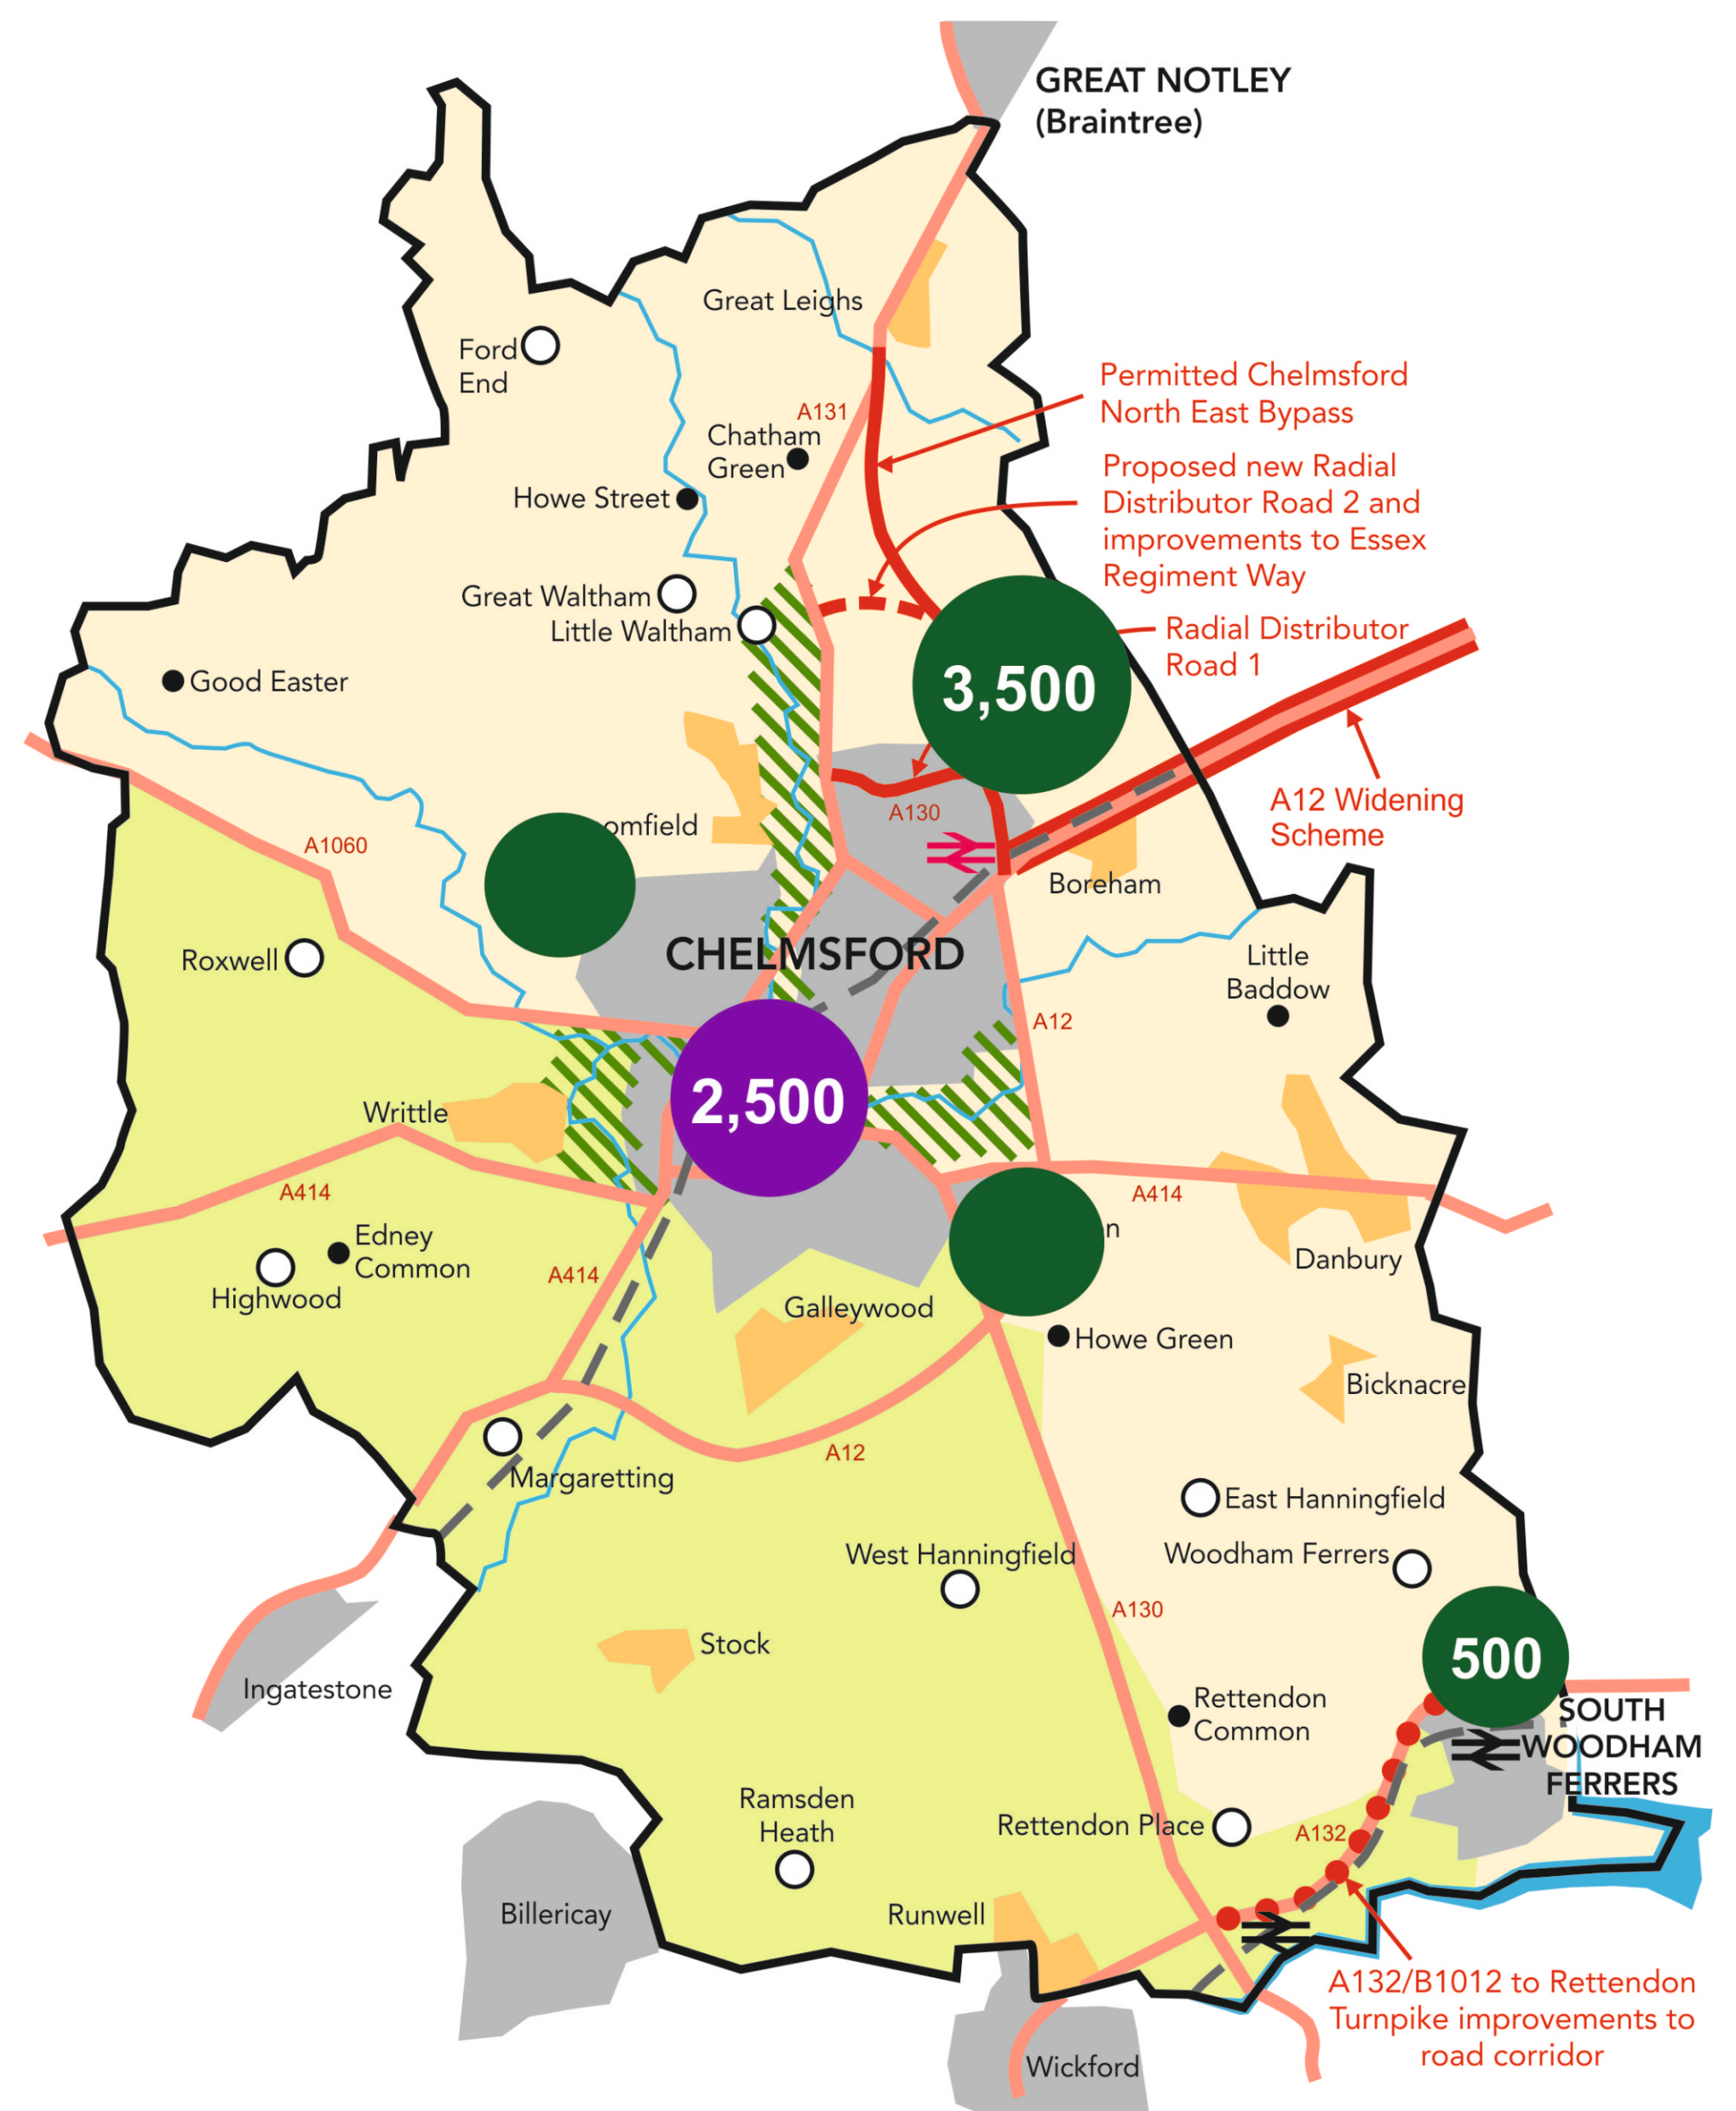 GREAT NOTLEY
(Braintree)
Great Leighs
Ford
End
Permitted Chelmsford
North East Bypass
A131
Chatham
Green
Proposed new Radial
Distributor Road 2 and
improvements to Essex
Regiment Way
Howe Street
Great Waltham
Little Waltham
Radial Distributor
Road 1
Good Easter
3,500
A12 Widening
Scheme
A130
omfield
A1060
Boreham
Roxwell
CHELMSFORD
Little
Baddow
A12
2,500
Writtle
A414
A414
n
Edney
Common
Danbury
A414
Highwood
Galleywood
Howe Green
Bicknacre
A12
Margaretting
East Hanningfield
West Hanningfield
Woodham Ferrers
A130
Stock
500
Ingatestone
Rettendon
Common
SOUTH
WOODHAM
FERRERS
Ramsden
Heath
Rettendon Place
A132
Billericay
Runwell
A132/B1012 to Rettendon
Turnpike improvements to
road corridor
Wickford